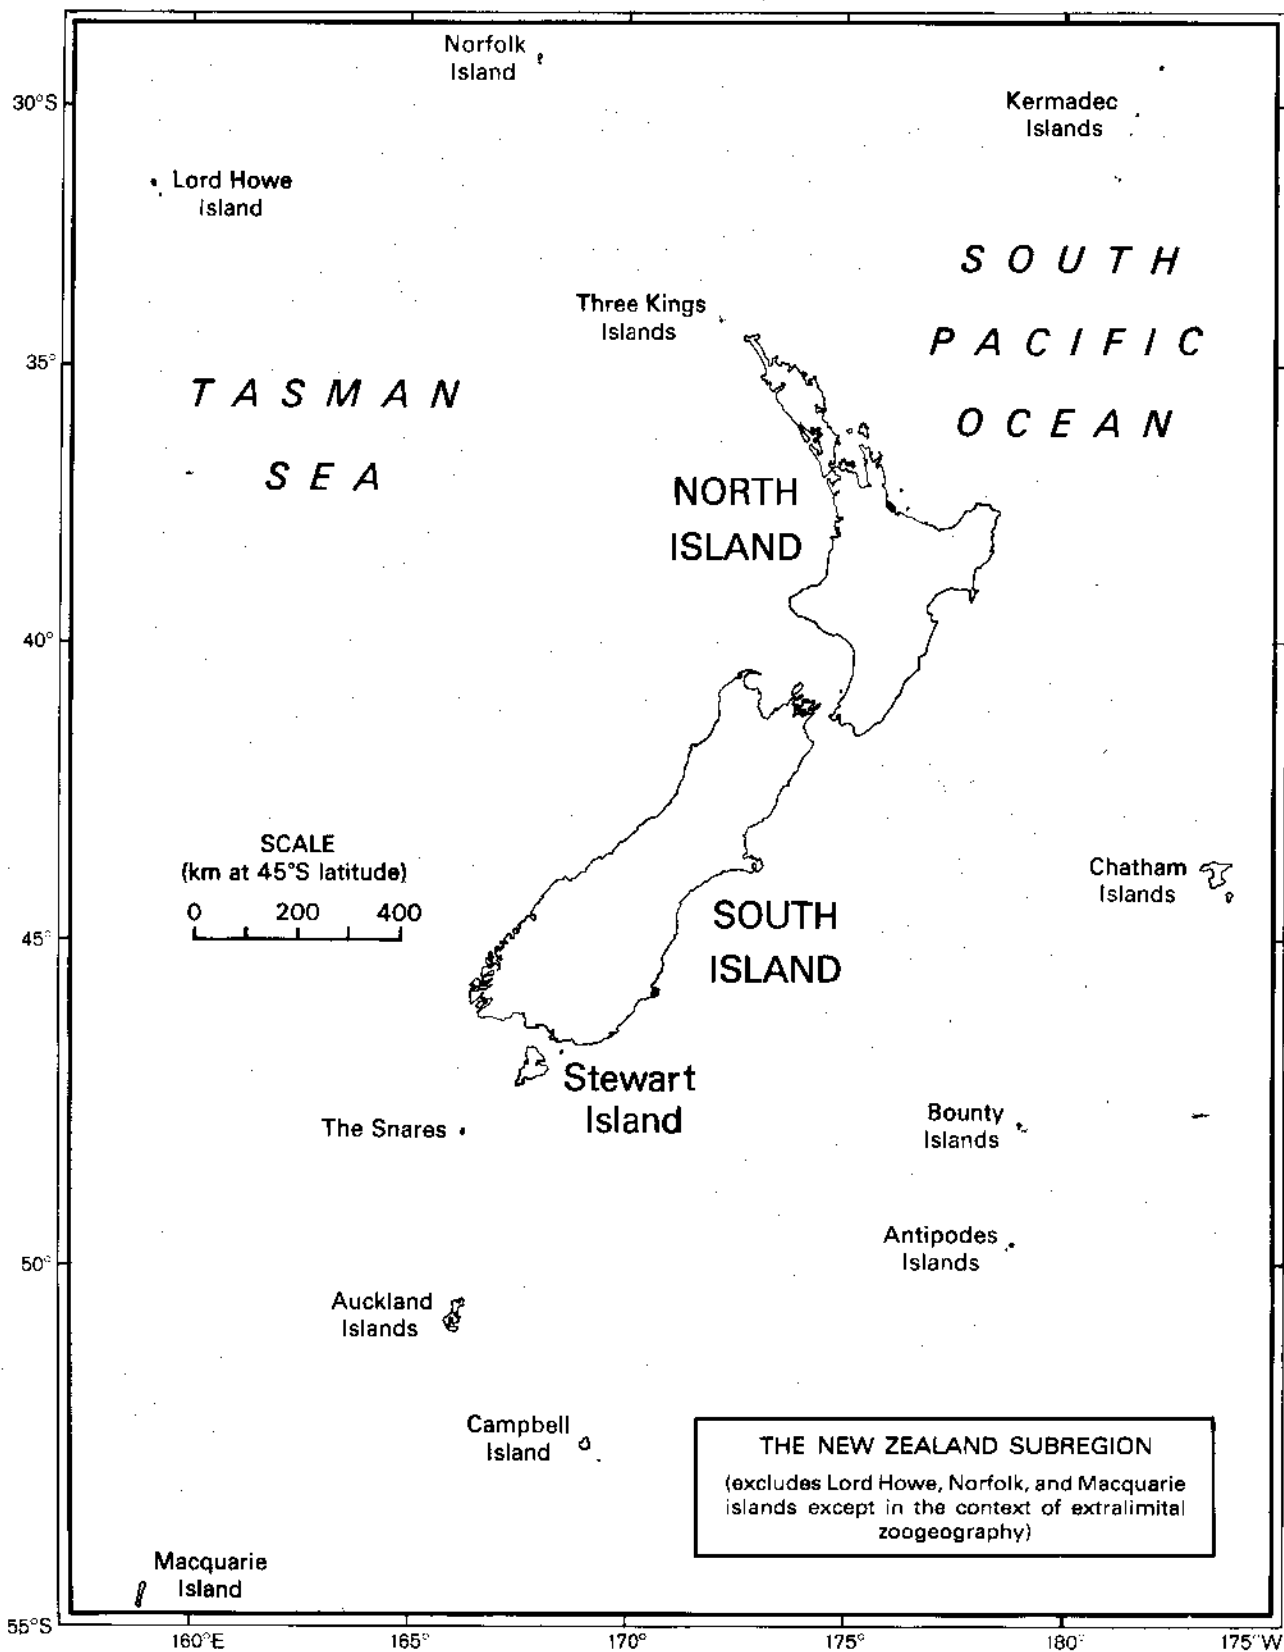 Norfolk
Island
30°S
Kermadec
Islands
Lord Howe
Island
SOUTH
PACIFIC
OCEAN
Three Kings
Islands
35°
TASMAN
SEA
NORTH
ISLAND
40°
SCALE
(km at 45°S latitude)
0 200 400
Chatham
Islands
SOUTH
ISLAND
45°
Stewart
Island
The Snares
Bounty
Islands
Antipodes
Islands
50°
Auckland
Islands
Campbell
Island
THE NEW ZEALAND SUBREGION
(excludes Lord Howe, Norfolk, and Macquarie
islands except in the context of extralimital
zoogeography)
Macquarie
Island
55°S
160°E 165° 170° 175° 180° 175°W